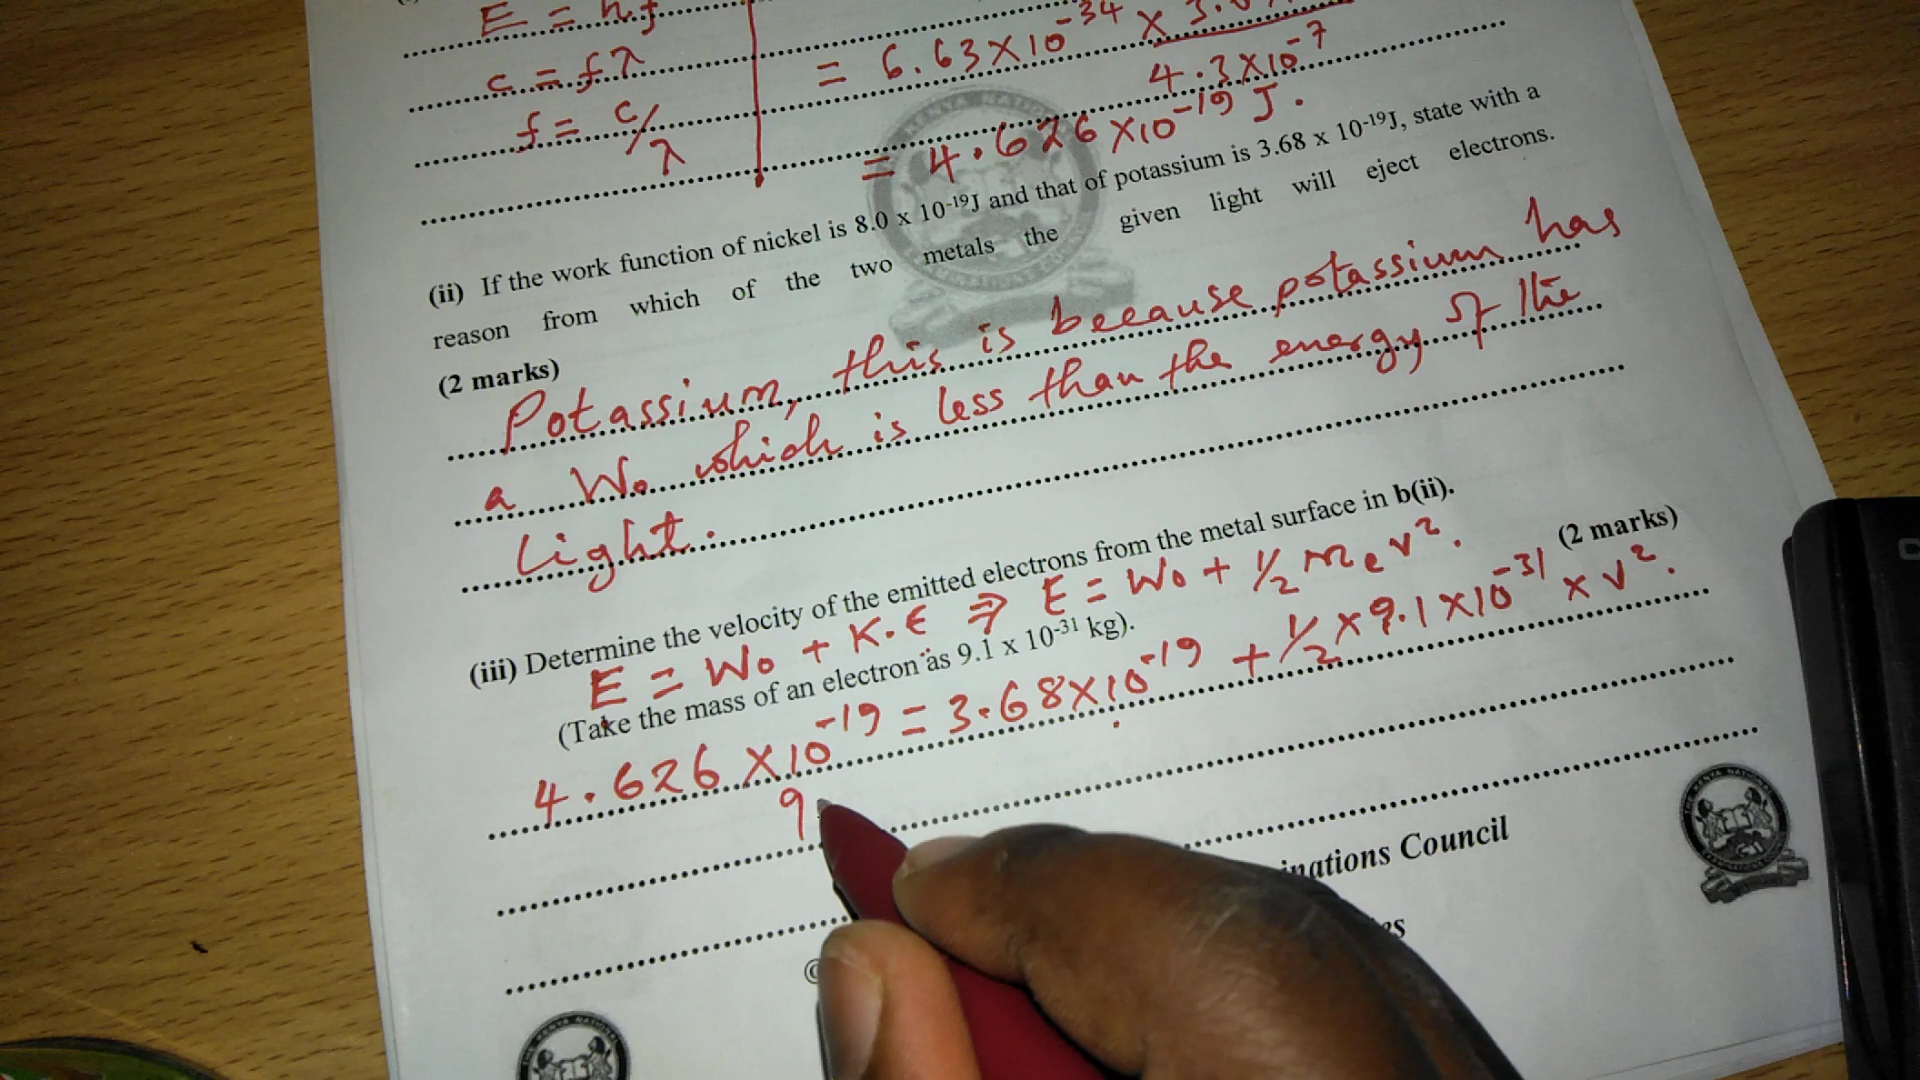 E = hf
= 6.63 × 10⁻³⁴ × 3.0
c = fλ
4.3 × 10⁻⁷
f = c/λ
= 4.626 × 10⁻¹⁹ J.
(ii) If the work function of nickel is 8.0 x 10⁻¹⁹J and that of potassium is 3.68 x 10⁻¹⁹J, state with a
reason from which of the two metals the given light will eject electrons.
(2 marks)
Potassium, this is because potassium has
a W₀ which is less than the energy of the
light.
(iii) Determine the velocity of the emitted electrons from the metal surface in b(ii).
(2 marks)
E = W₀ + K.E ⇒ E = W₀ + ½ mₑv².
(Take the mass of an electron as 9.1 x 10⁻³¹ kg).
4.626 × 10⁻¹⁹ = 3.68 × 10⁻¹⁹ + ½ × 9.1 × 10⁻³¹ × v².
9
Council
©